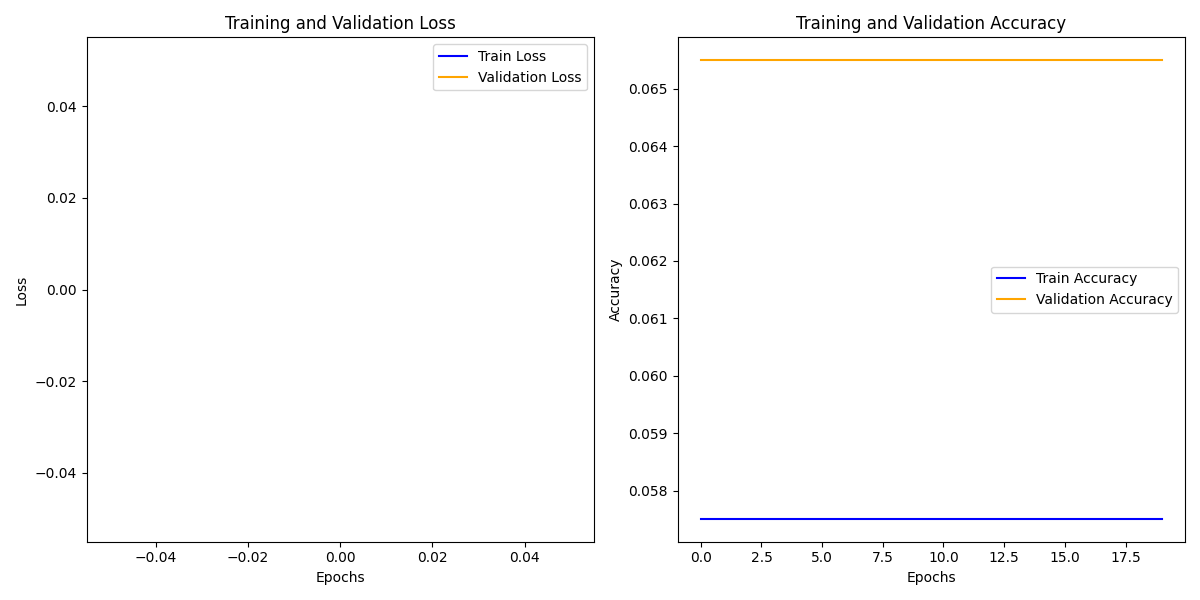 Training and Validation Loss
Train Loss
Validation Loss
0.04
0.02
0.00
−0.02
−0.04
Loss
−0.04
−0.02
0.00
0.02
0.04
Epochs
Training and Validation Accuracy
0.065
0.064
0.063
0.062
0.061
0.060
0.059
0.058
Accuracy
Train Accuracy
Validation Accuracy
0.0
2.5
5.0
7.5
10.0
12.5
15.0
17.5
Epochs